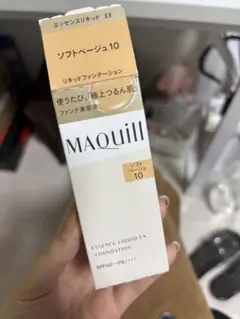 エッセンスリキッド EX
ソフトベージュ10
リキッドファンデーション
使うたび、「極上つるん肌」
ファンデ美容液
MAQuill
ソフト
ベージュ
10
ESSENCE LIQUID EX
(FOUNDATION)